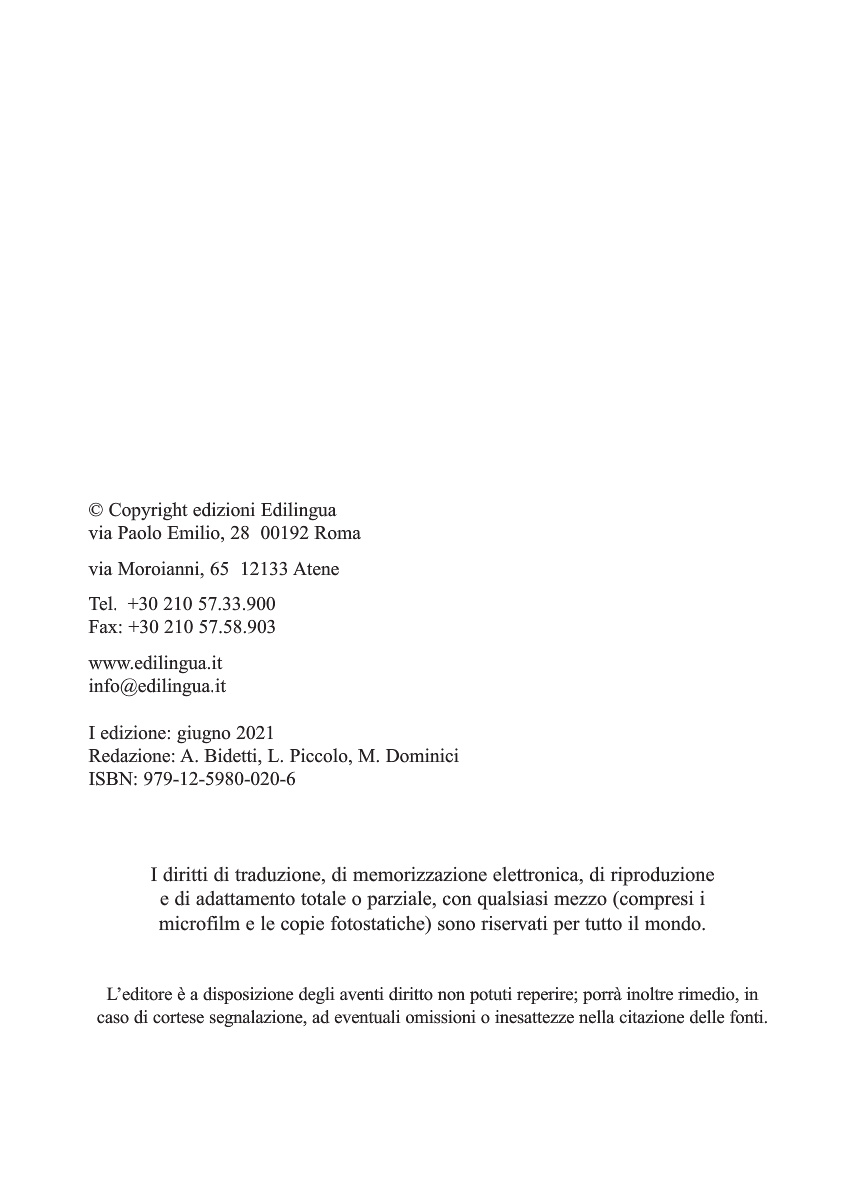 © Copyright edizioni Edilingua
via Paolo Emilio, 28  00192 Roma
via Moroianni, 65  12133 Atene
Tel.  +30 210 57.33.900
Fax: +30 210 57.58.903
www.edilingua.it
info@edilingua.it
I edizione: giugno 2021
Redazione: A. Bidetti, L. Piccolo, M. Dominici
ISBN: 979-12-5980-020-6
I diritti di traduzione, di memorizzazione elettronica, di riproduzione
e di adattamento totale o parziale, con qualsiasi mezzo (compresi i
microfilm e le copie fotostatiche) sono riservati per tutto il mondo.
L’editore è a disposizione degli aventi diritto non potuti reperire; porrà inoltre rimedio, in
caso di cortese segnalazione, ad eventuali omissioni o inesattezze nella citazione delle fonti.